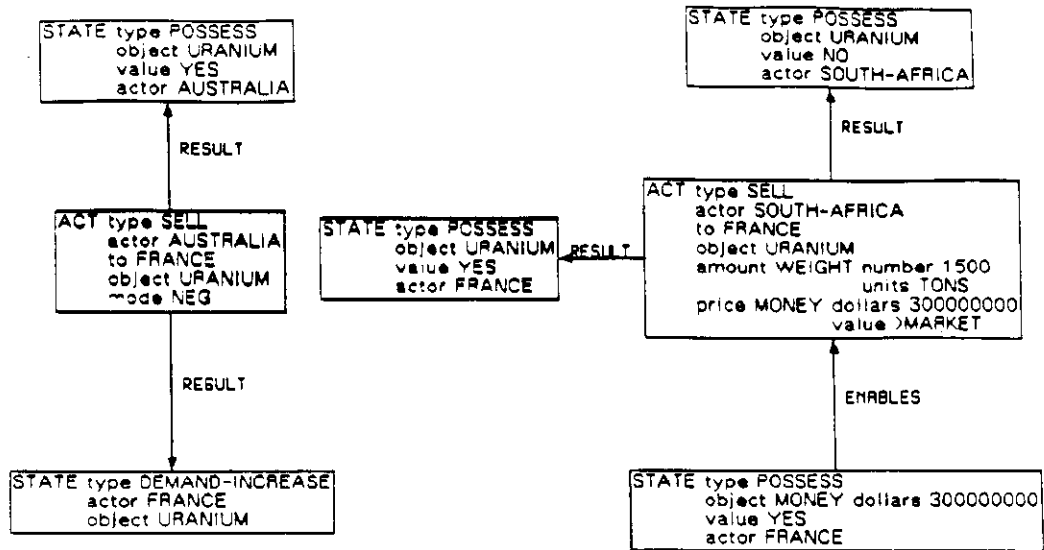 STATE type POSSESS
object URANIUM
value YES
actor AUSTRALIA
RESULT
ACT type SELL
actor AUSTRALIA
to FRANCE
object URANIUM
mode NEG
RESULT
STATE type DEMAND-INCREASE
actor FRANCE
object URANIUM
STATE type POSSESS
object URANIUM
value NO
actor SOUTH-AFRICA
RESULT
ACT type SELL
actor SOUTH-AFRICA
to FRANCE
object URANIUM
amount WEIGHT number 1500
units TONS
price MONEY dollars 300000000
value >MARKET
RESULT
STATE type POSSESS
object URANIUM
value YES
actor FRANCE
ENABLES
STATE type POSSESS
object MONEY dollars 300000000
value YES
actor FRANCE